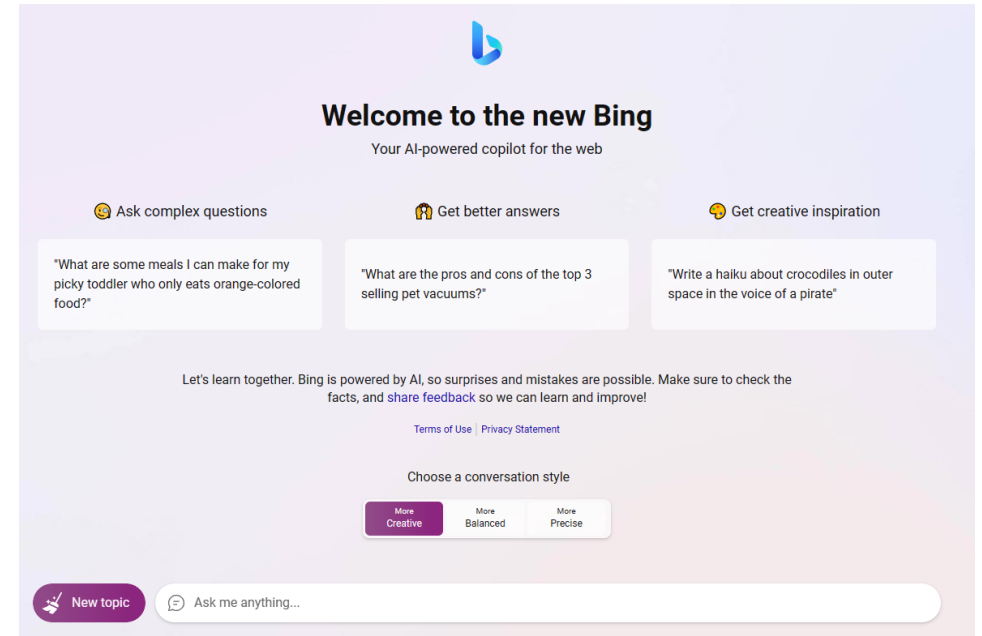 Welcome to the new Bing
Your AI-powered copilot for the web
Ask complex questions
"What are some meals I can make for my
picky toddler who only eats orange-colored
food?"
Get better answers
"What are the pros and cons of the top 3
selling pet vacuums?"
Get creative inspiration
"Write a haiku about crocodiles in outer
space in the voice of a pirate"
Let's learn together. Bing is powered by AI, so surprises and mistakes are possible. Make sure to check the
facts, and share feedback so we can learn and improve!
Terms of Use | Privacy Statement
Choose a conversation style
More
Creative
More
Balanced
More
Precise
New topic
Ask me anything...